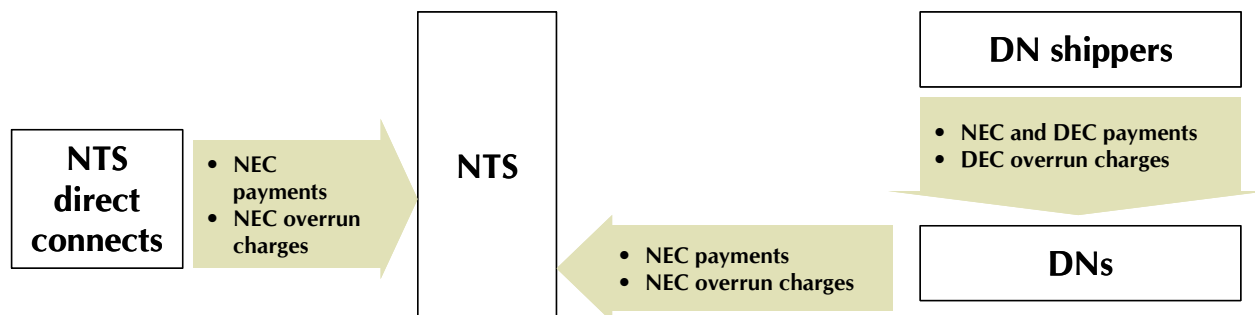 NTS
direct
connects
• NEC
payments
• NEC overrun
charges
NTS
DN shippers
• NEC and DEC payments
• DEC overrun charges
• NEC payments
• NEC overrun charges
DNs